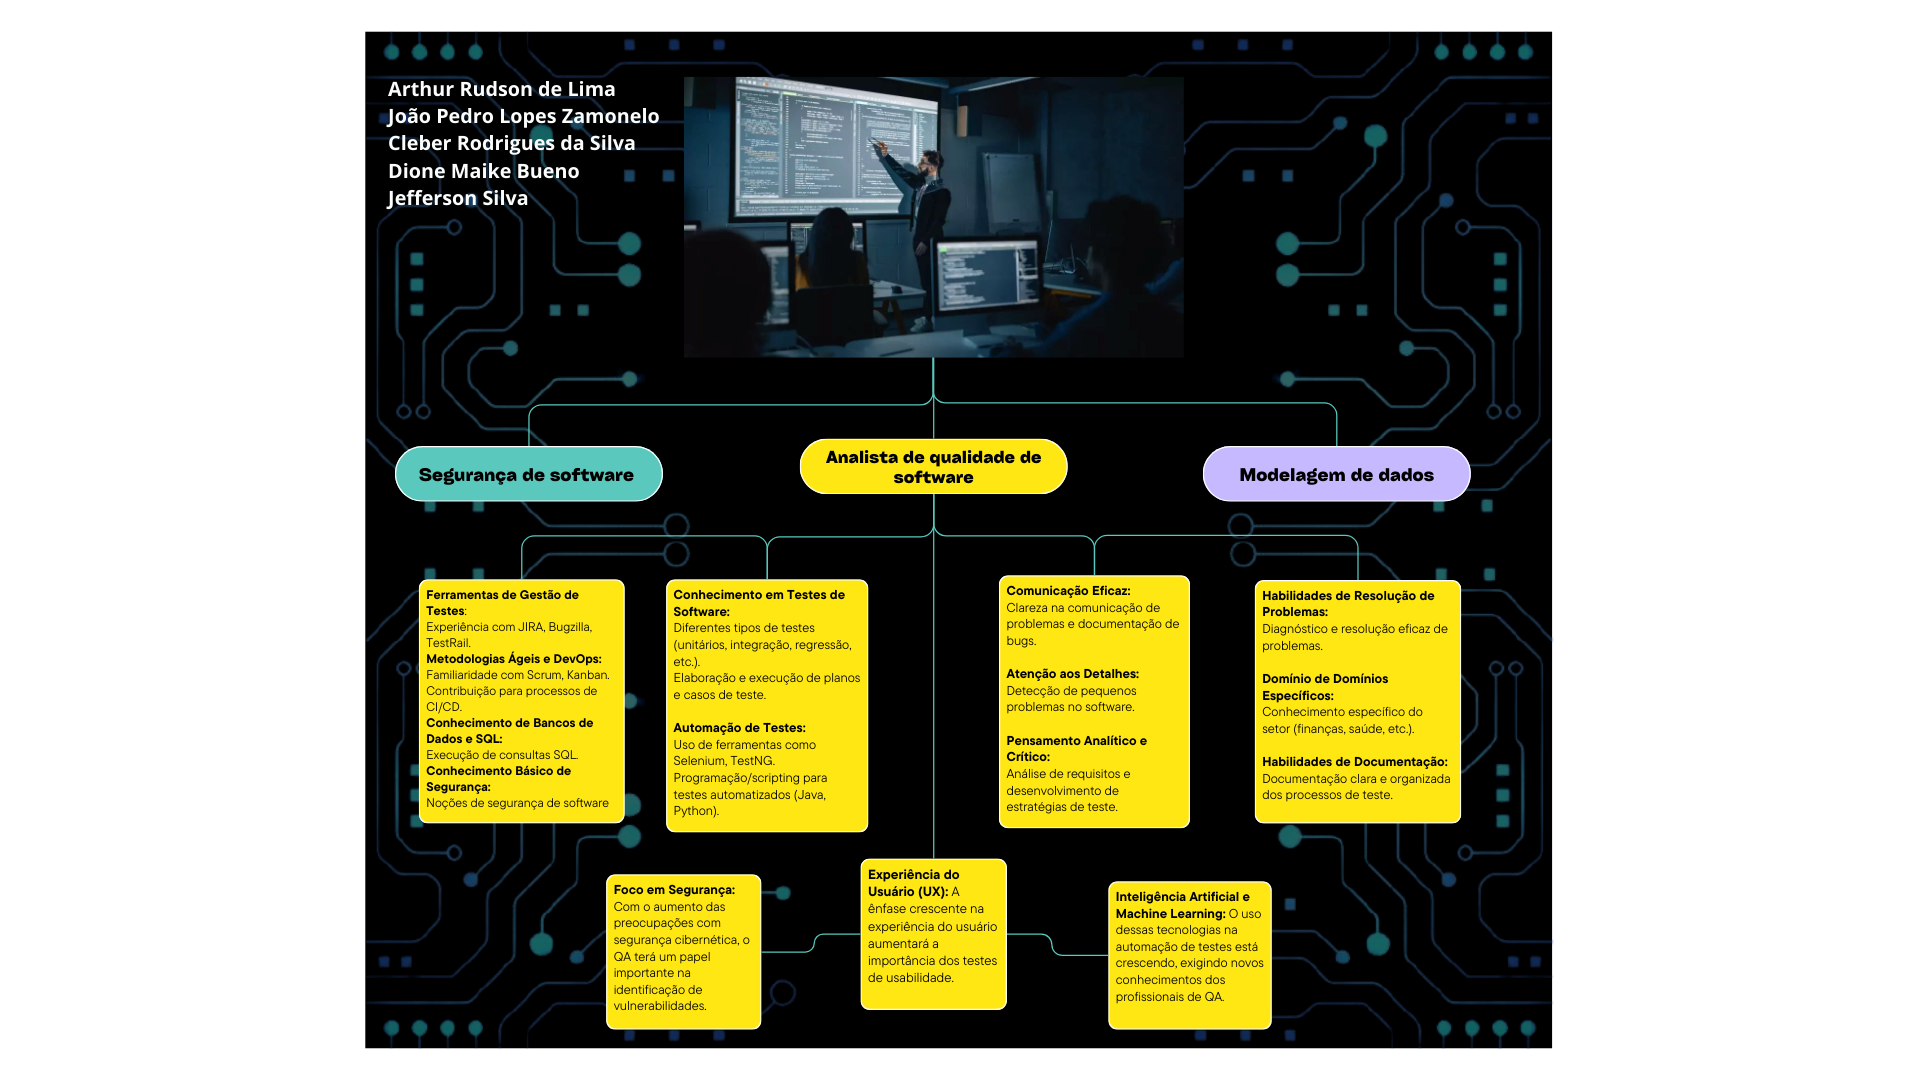 Arthur Rudson de Lima
João Pedro Lopes Zamonelo
Cleber Rodrigues da Silva
Dione Maike Bueno
Jefferson Silva
Segurança de software
Analista de qualidade de
software
Modelagem de dados
Ferramentas de Gestão de
Testes:
Experiência com JIRA, Bugzilla,
TestRail.
Metodologias Ágeis e DevOps:
Familiaridade com Scrum, Kanban.
Contribuição para processos de
CI/CD.
Conhecimento de Bancos de
Dados e SQL:
Execução de consultas SQL.
Conhecimento Básico de
Segurança:
Noções de segurança de software
Conhecimento em Testes de
Software:
Diferentes tipos de testes
(unitários, integração, regressão,
etc.).
Elaboração e execução de planos
e casos de teste.
Automação de Testes:
Uso de ferramentas como
Selenium, TestNG.
Programação/scripting para
testes automatizados (Java,
Python).
Comunicação Eficaz:
Clareza na comunicação de
problemas e documentação de
bugs.
Atenção aos Detalhes:
Detecção de pequenos
problemas no software.
Pensamento Analítico e
Crítico:
Análise de requisitos e
desenvolvimento de
estratégias de teste.
Habilidades de Resolução de
Problemas:
Diagnóstico e resolução eficaz de
problemas.
Domínio de Domínios
Específicos:
Conhecimento específico do
setor (finanças, saúde, etc.).
Habilidades de Documentação:
Documentação clara e organizada
dos processos de teste.
Foco em Segurança:
Com o aumento das
preocupações com
segurança cibernética, o
QA terá um papel
importante na
identificação de
vulnerabilidades.
Experiência do
Usuário (UX): A
ênfase crescente na
experiência do usuário
aumentará a
importância dos testes
de usabilidade.
Inteligência Artificial e
Machine Learning: O uso
dessas tecnologias na
automação de testes está
crescendo, exigindo novos
conhecimentos dos
profissionais de QA.